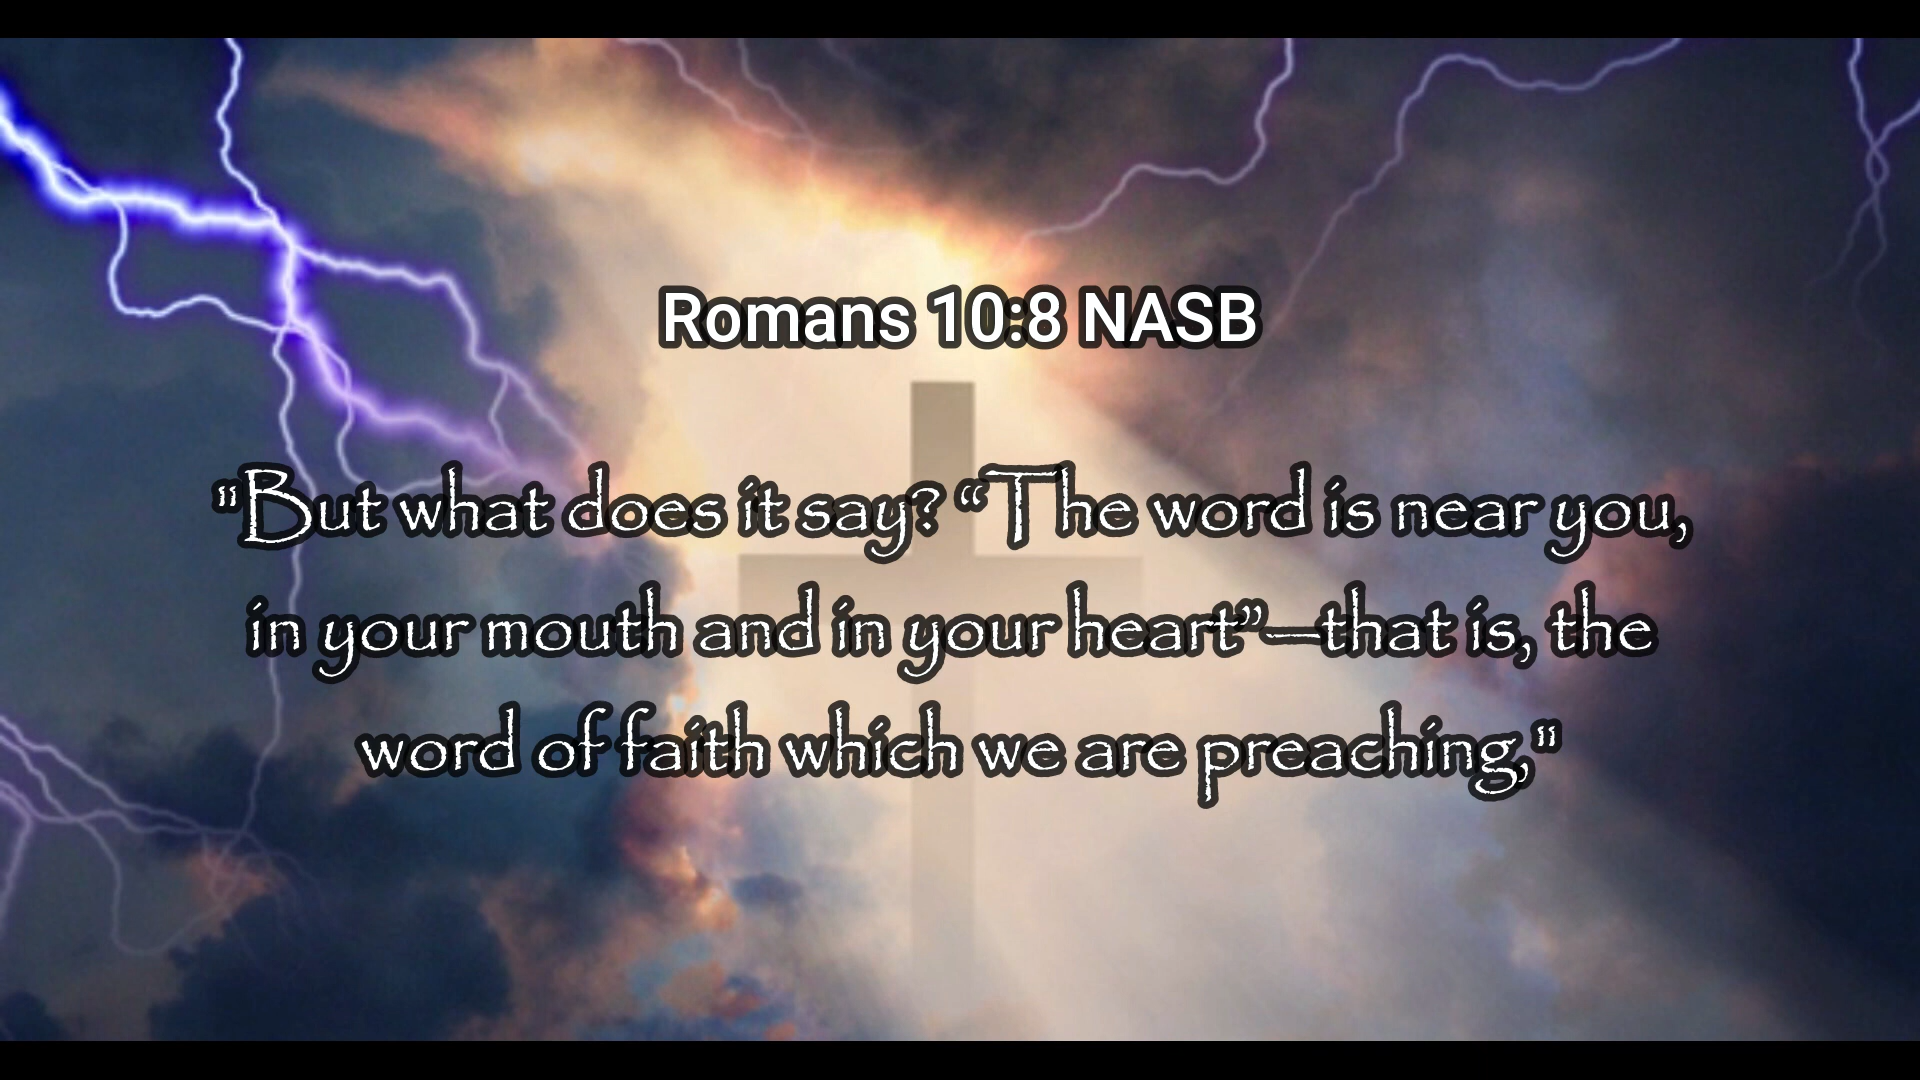 Romans 10:8 NASB
"But what does it say? “The word is near you,
in your mouth and in your heart”—that is, the
word of faith which we are preaching,"